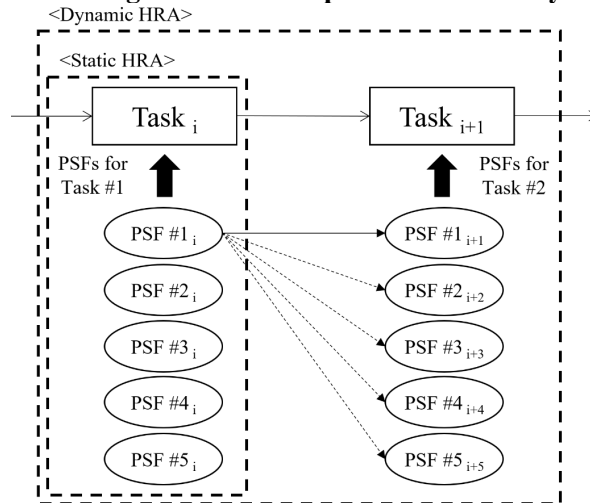 <Dynamic HRA>
<Static HRA>
Task i
Task i+1
PSFs for
Task #1
PSFs for
Task #2
PSF #1 i
PSF #1 i+1
PSF #2 i
PSF #2 i+2
PSF #3 i
PSF #3 i+3
PSF #4 i
PSF #4 i+4
PSF #5 i
PSF #5 i+5